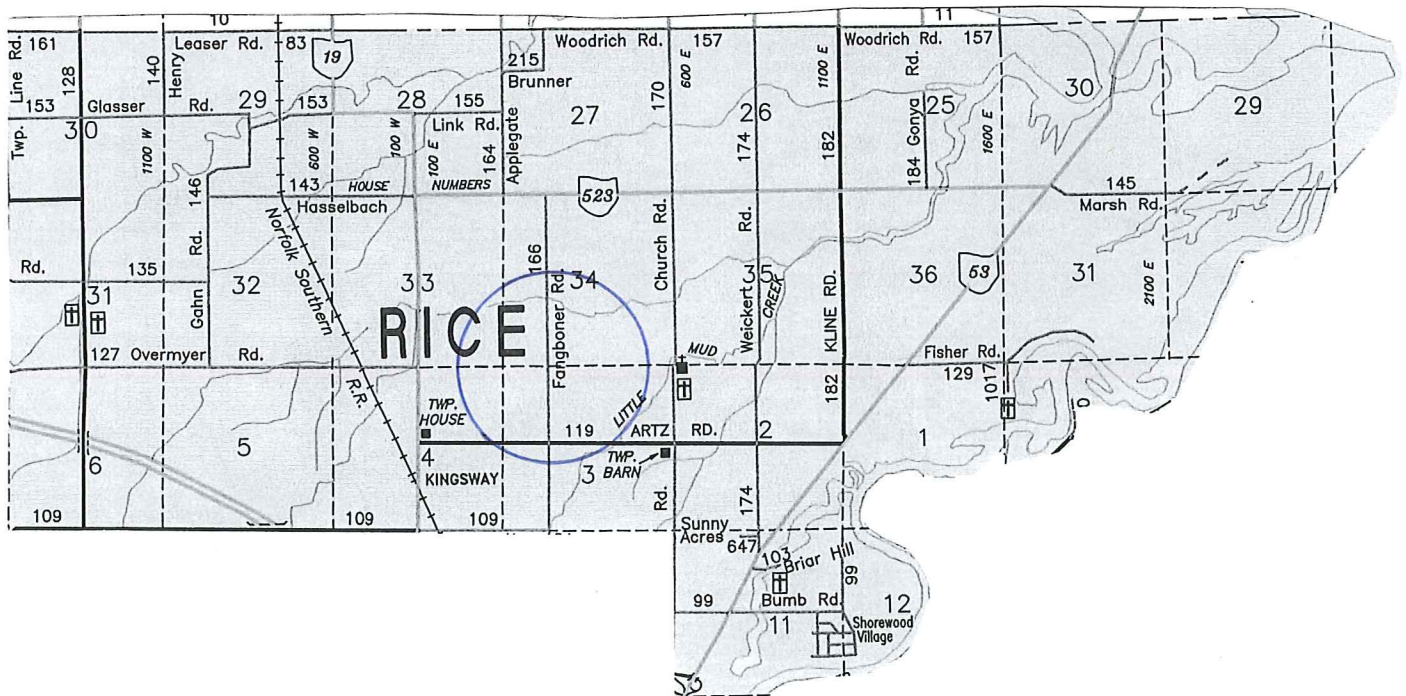 10
11
Line Rd.
161
Leaser Rd.
83
19
Woodrich Rd.
157
Woodrich Rd.
157
128
140
Henry
215
Brunner
170
600 E
1100 E
Rd.
30
153
Glasser
Rd.
29
153
28
155
27
26
25
29
Twp.
30
Link Rd.
164
Applegate
174
182
184
Gonya
1600 E
1100 W
600 W
100 W
100 E
146
143
HOUSE
NUMBERS
523
145
Hasselbach
Marsh Rd.
Rd.
135
Gahn Rd.
32
Norfolk Southern
R.R.
33
166
34
Church Rd.
Weickert Rd.
35
CREEK
KLINE RD.
36
53
31
2100 E
31
RICE
Fangboner Rd.
127 Overmyer
Rd.
MUD
LITTLE
Fisher Rd.
129
182
1017
TWP.
HOUSE
119
ARTZ
RD.
2
1
6
5
4
KINGSWAY
3
TWP.
BARN
109
109
109
Rd.
174
Sunny
Acres
647
103
Briar Hill
99
99
Bumb Rd.
12
11
Shorewood
Village